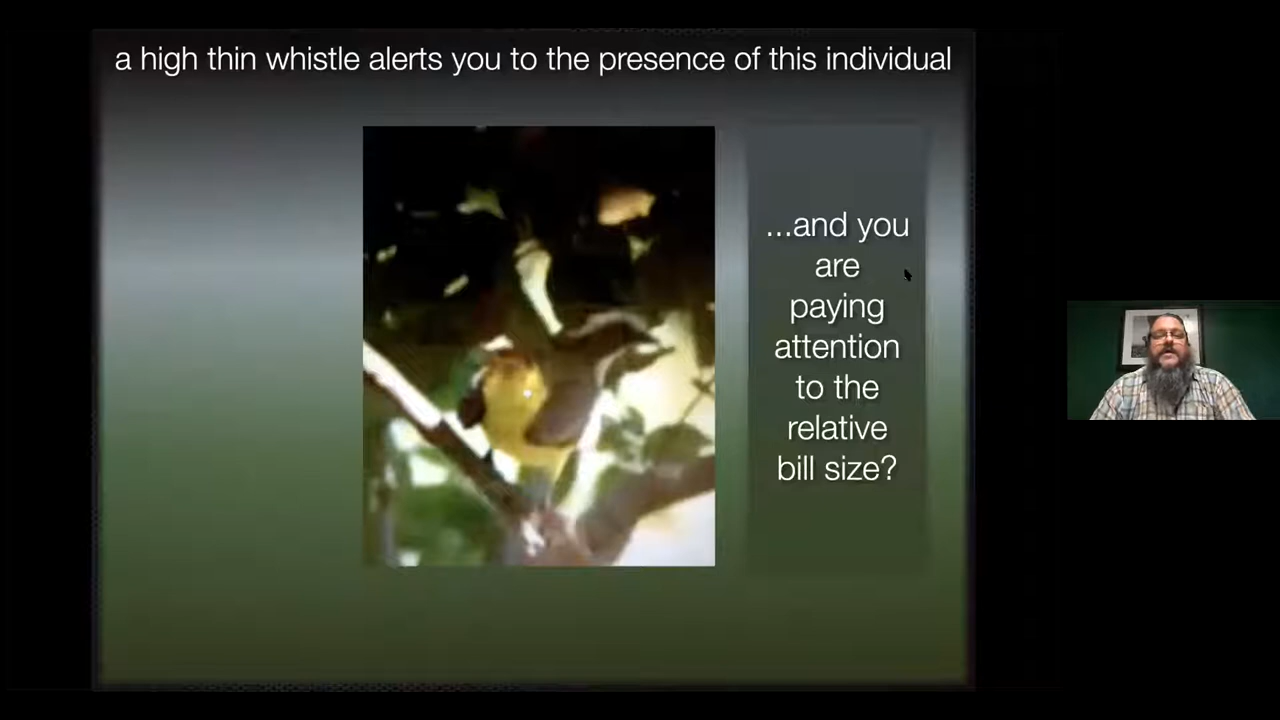 a high thin whistle alerts you to the presence of this individual
...and you
are
paying
attention
to the
relative
bill size?